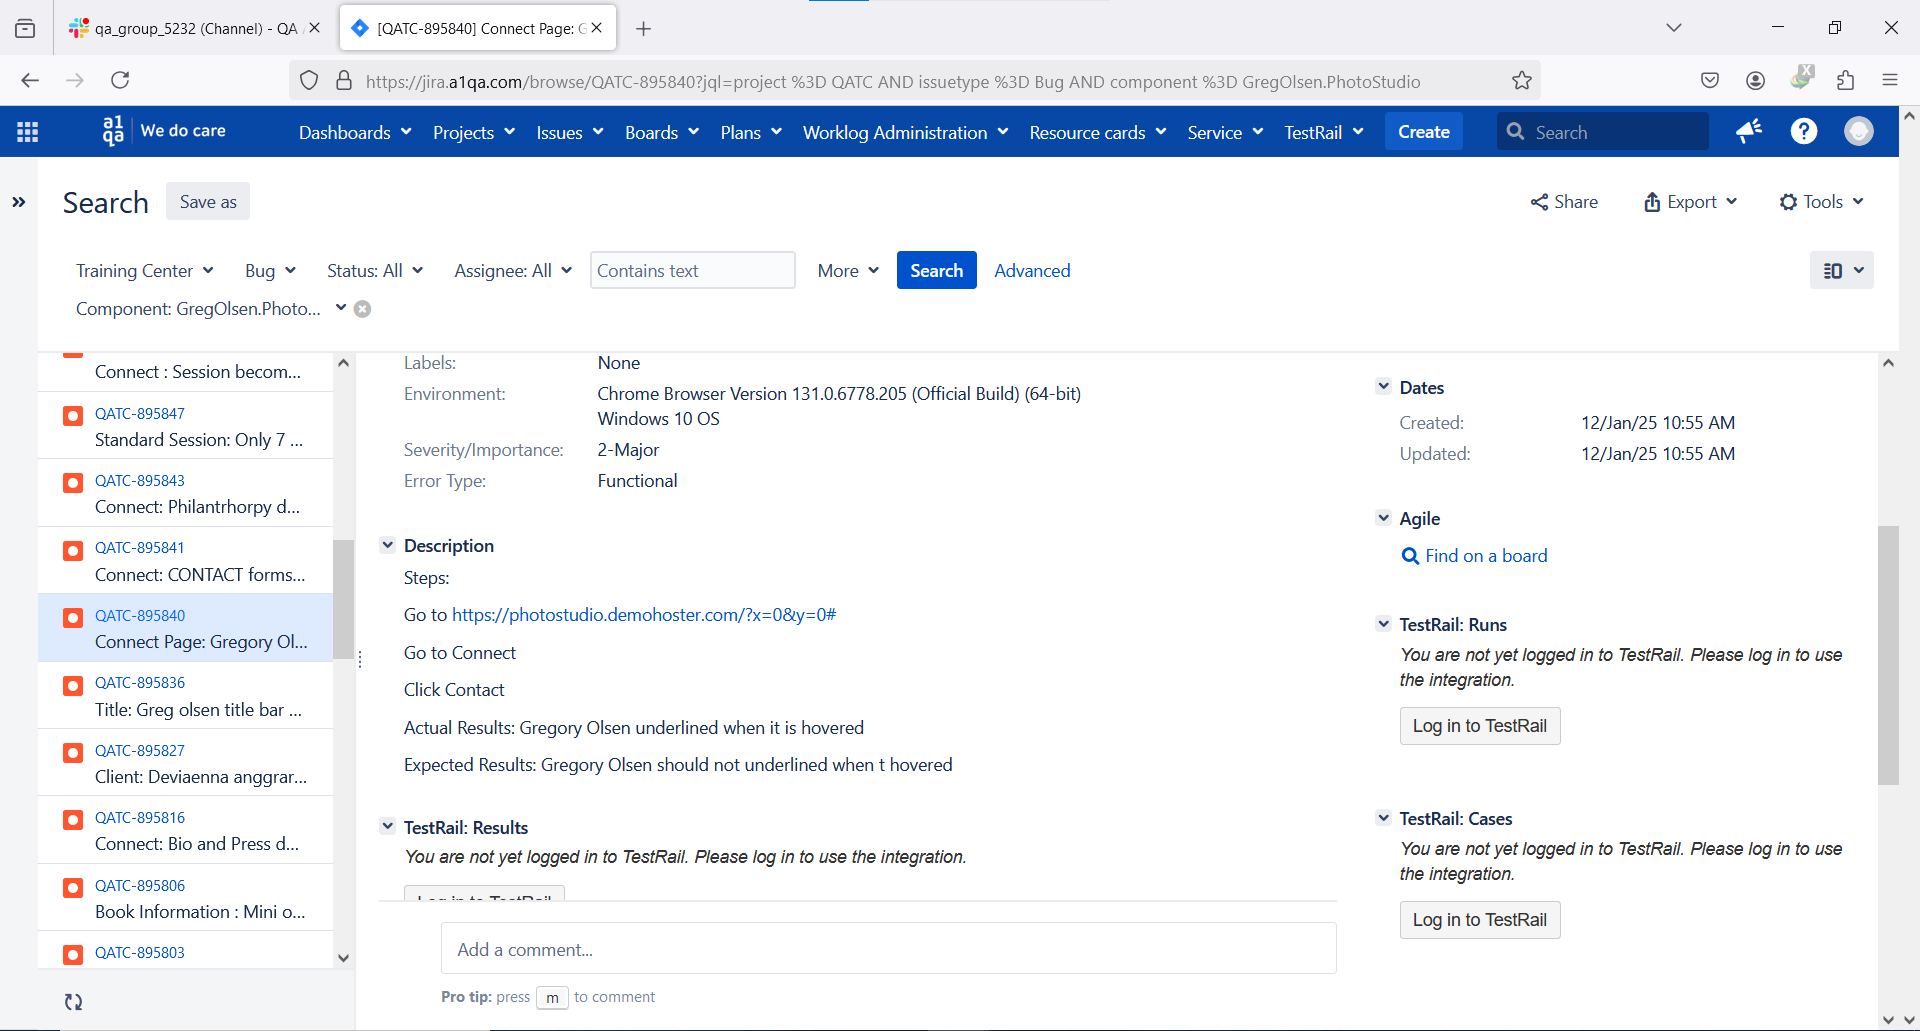 qa_group_5232 (Channel) - QA
[QATC-895840] Connect Page: G
https://jira.a1qa.com/browse/QATC-895840?jql=project %3D QATC AND issuetype %3D Bug AND component %3D GregOlsen.PhotoStudio
a1 qa We do care
Dashboards Projects Issues Boards Plans Worklog Administration Resource cards Service TestRail Create Search
Search Save as
Share Export Tools
Training Center Bug Status: All Assignee: All Contains text More Search Advanced
Component: GregOlsen.Photo...
Connect : Session becom...
QATC-895847
Standard Session: Only 7 ...
QATC-895843
Connect: Philantrhorpy d...
QATC-895841
Connect: CONTACT forms...
QATC-895840
Connect Page: Gregory Ol...
QATC-895836
Title: Greg olsen title bar ...
QATC-895827
Client: Deviaenna anggrar...
QATC-895816
Connect: Bio and Press d...
QATC-895806
Book Information : Mini o...
QATC-895803
Labels: None
Environment: Chrome Browser Version 131.0.6778.205 (Official Build) (64-bit)
Windows 10 OS
Severity/Importance: 2-Major
Error Type: Functional
Description
Steps:
Go to https://photostudio.demohoster.com/?x=0&y=0#
Go to Connect
Click Contact
Actual Results: Gregory Olsen underlined when it is hovered
Expected Results: Gregory Olsen should not underlined when t hovered
TestRail: Results
You are not yet logged in to TestRail. Please log in to use the integration.
Log in to TestRail
Add a comment...
Pro tip: press m to comment
Dates
Created: 12/Jan/25 10:55 AM
Updated: 12/Jan/25 10:55 AM
Agile
Find on a board
TestRail: Runs
You are not yet logged in to TestRail. Please log in to use
the integration.
Log in to TestRail
TestRail: Cases
You are not yet logged in to TestRail. Please log in to use
the integration.
Log in to TestRail